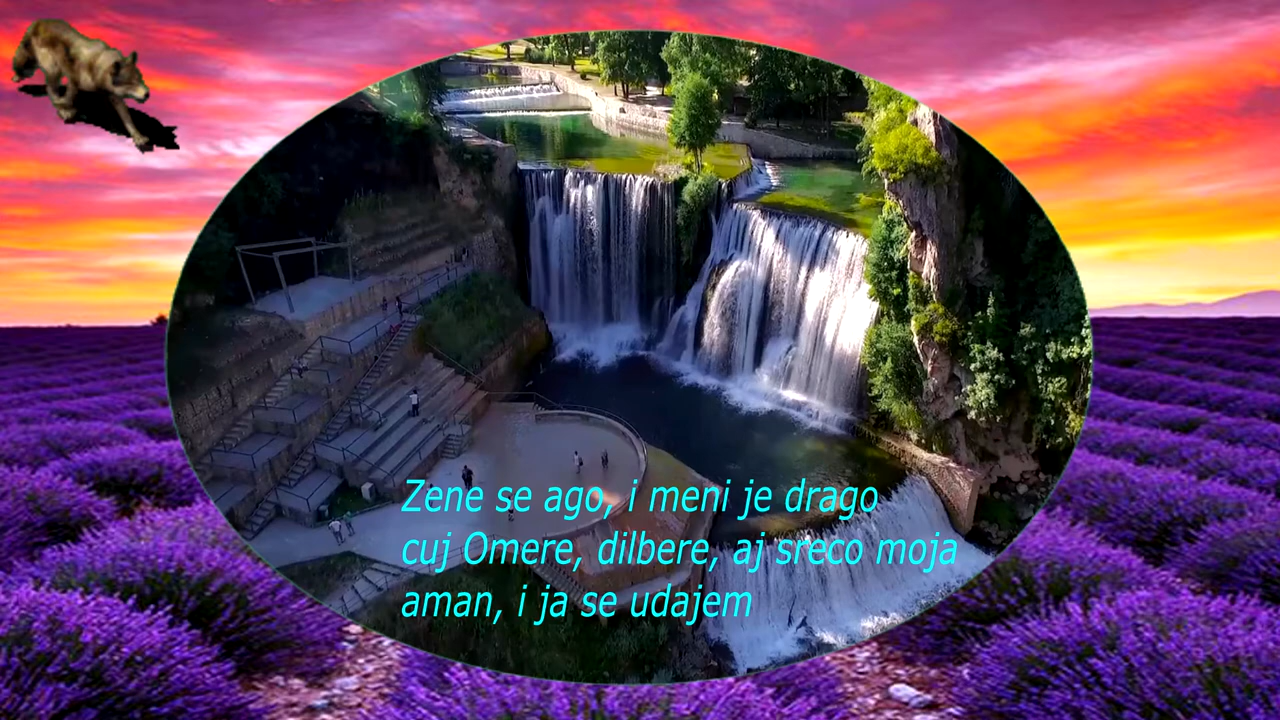 Zene se ago, i meni je drago
cuj Omere, dilbere, aj sreco moja
aman, i ja se udajem